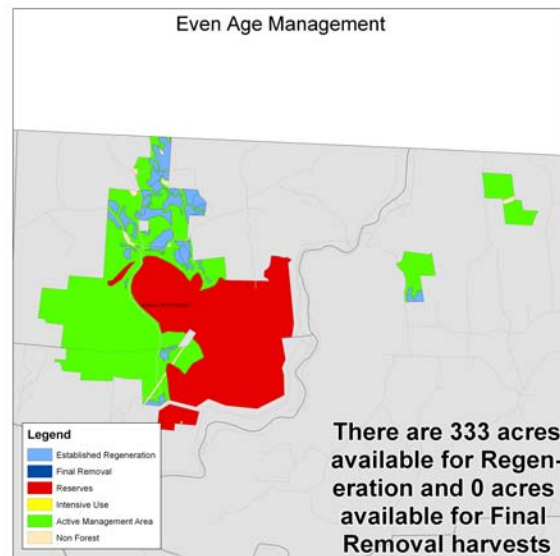 Even Age Management
Legend
Established Regeneration
Final Removal
Reserves
Intensive Use
Active Management Area
Non Forest
There are 333 acres
available for Regen-
eration and 0 acres
available for Final
Removal harvests